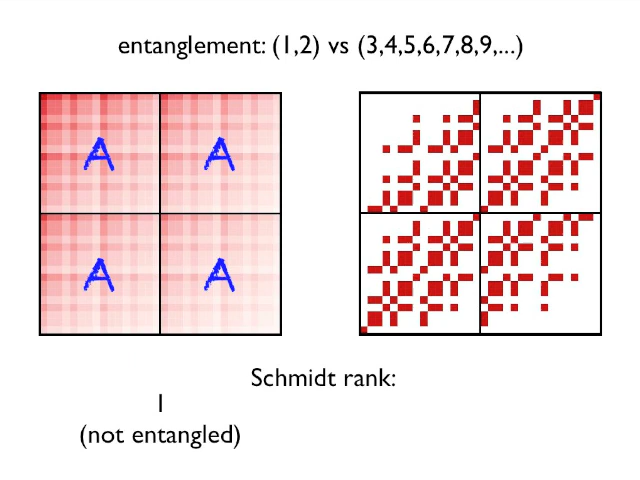 entanglement: (1,2) vs (3,4,5,6,7,8,9,...)
A A
A A
Schmidt rank:
1
(not entangled)